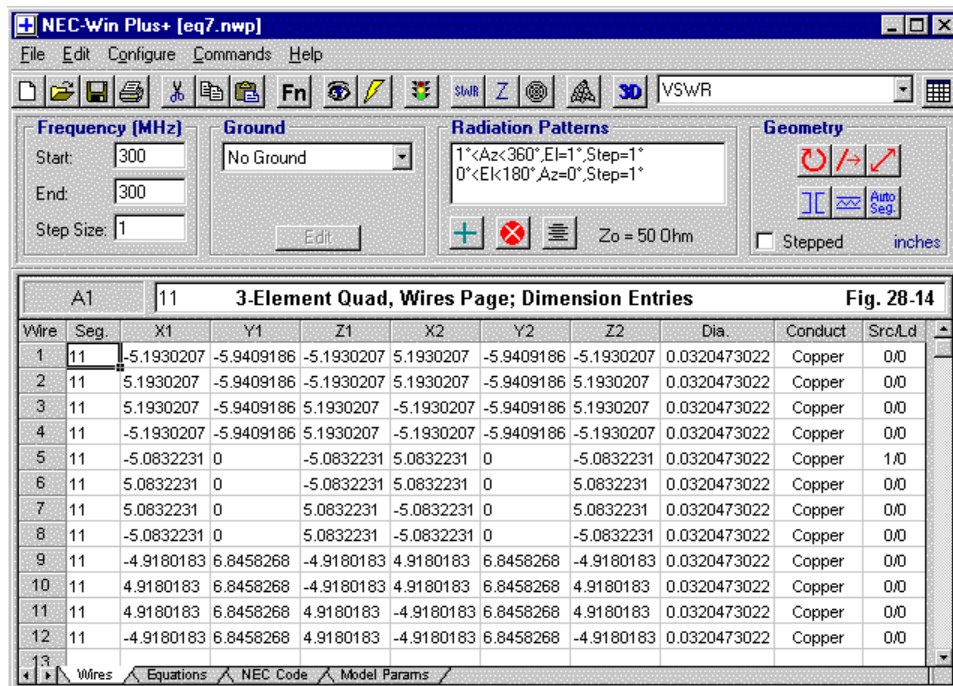 NEC-Win Plus+ [eq7.nwp]
File Edit Configure Commands Help
Fn SWR Z 3D VSWR
Frequency (MHz) Ground Radiation Patterns Geometry
Start: 300 No Ground 1°<Az<360°,El=1°,Step=1°
End: 300 0°<El<180°,Az=0°,Step=1°
Auto Seg.
Step Size: 1 Edit Zo = 50 Ohm Stepped inches
A1 11 3-Element Quad, Wires Page; Dimension Entries Fig. 28-14
Wire Seg. X1 Y1 Z1 X2 Y2 Z2 Dia. Conduct Src/Ld
1 11 -5.1930207 -5.9409186 -5.1930207 5.1930207 -5.9409186 -5.1930207 0.0320473022 Copper 0/0
2 11 5.1930207 -5.9409186 -5.1930207 5.1930207 -5.9409186 5.1930207 0.0320473022 Copper 0/0
3 11 5.1930207 -5.9409186 5.1930207 -5.1930207 -5.9409186 5.1930207 0.0320473022 Copper 0/0
4 11 -5.1930207 -5.9409186 5.1930207 -5.1930207 -5.9409186 -5.1930207 0.0320473022 Copper 0/0
5 11 -5.0832231 0 -5.0832231 5.0832231 0 -5.0832231 0.0320473022 Copper 1/0
6 11 5.0832231 0 -5.0832231 5.0832231 0 5.0832231 0.0320473022 Copper 0/0
7 11 5.0832231 0 5.0832231 -5.0832231 0 5.0832231 0.0320473022 Copper 0/0
8 11 -5.0832231 0 5.0832231 -5.0832231 0 -5.0832231 0.0320473022 Copper 0/0
9 11 -4.9180183 6.8458268 -4.9180183 4.9180183 6.8458268 -4.9180183 0.0320473022 Copper 0/0
10 11 4.9180183 6.8458268 -4.9180183 4.9180183 6.8458268 4.9180183 0.0320473022 Copper 0/0
11 11 4.9180183 6.8458268 4.9180183 -4.9180183 6.8458268 4.9180183 0.0320473022 Copper 0/0
12 11 -4.9180183 6.8458268 4.9180183 -4.9180183 6.8458268 -4.9180183 0.0320473022 Copper 0/0
13
Wires Equations NEC Code Model Params